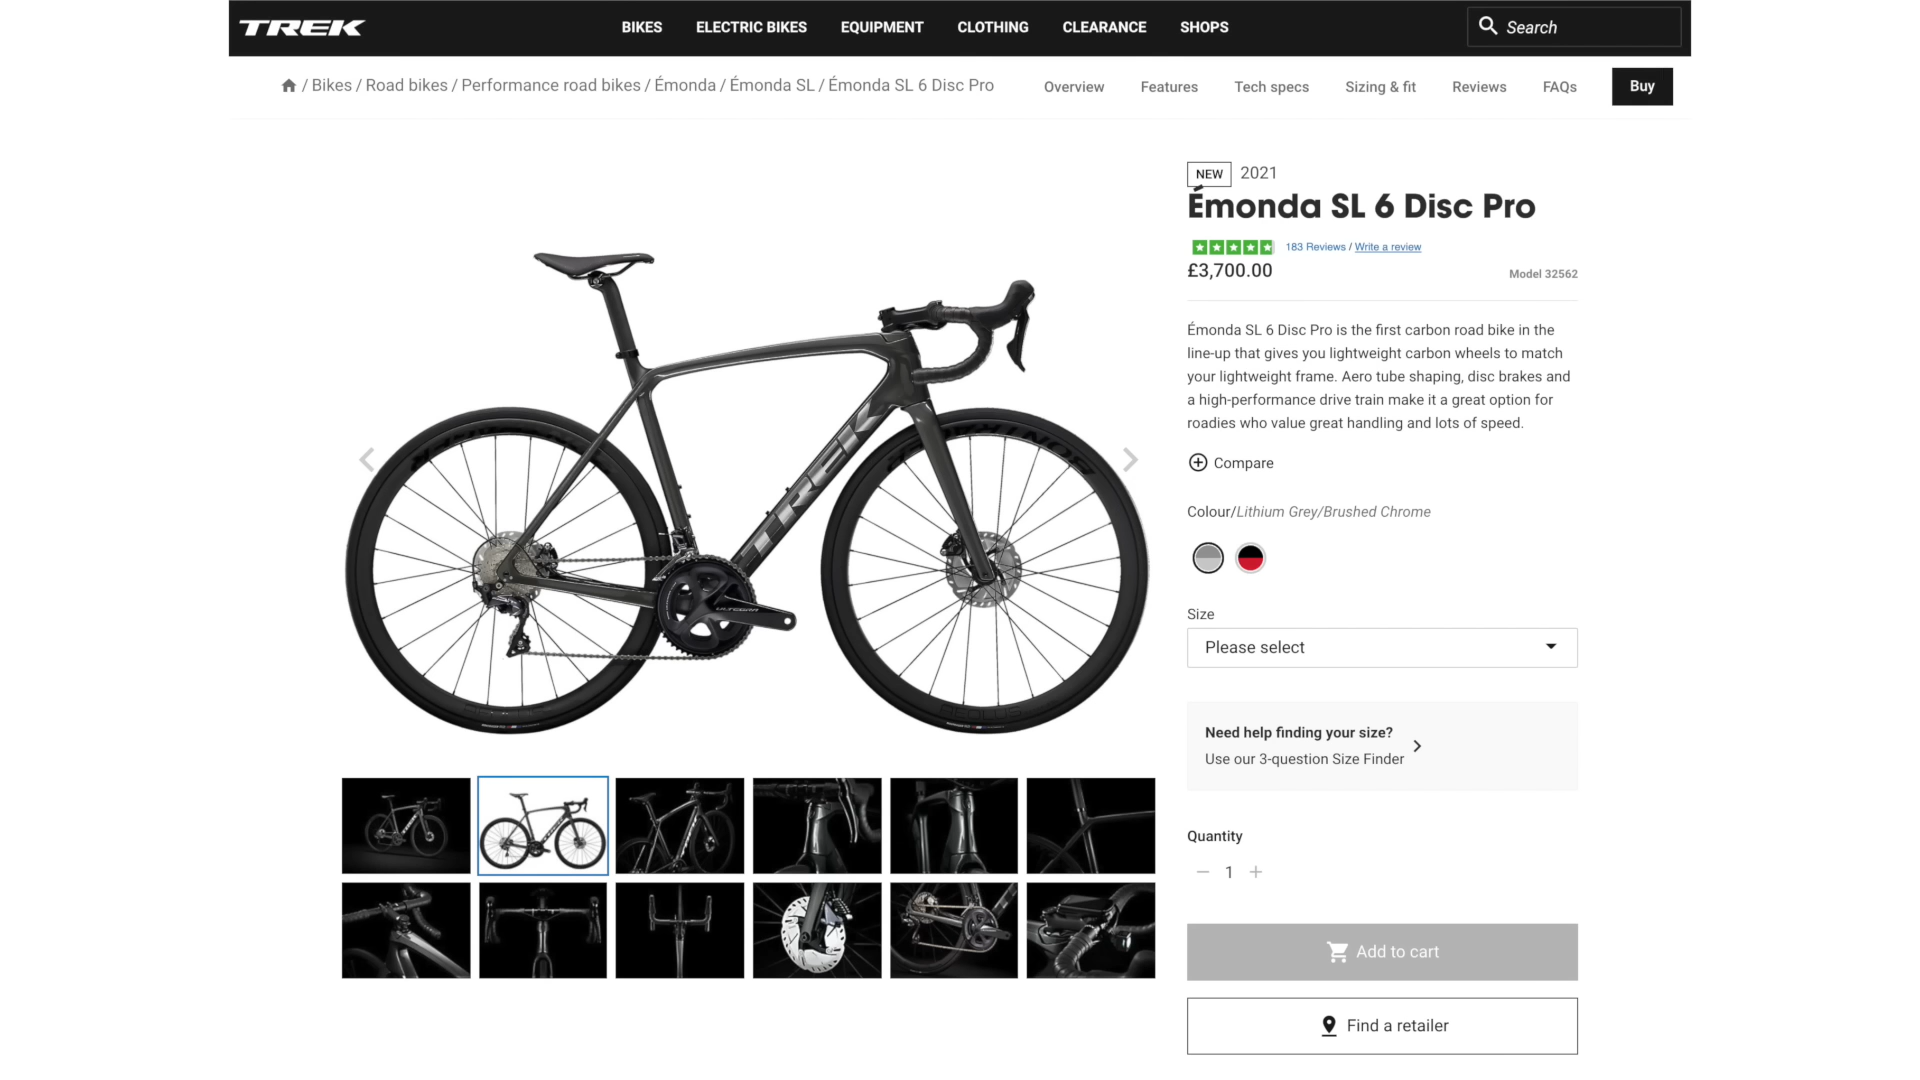 TREK
BIKES
ELECTRIC BIKES
EQUIPMENT
CLOTHING
CLEARANCE
SHOPS
Search
/ Bikes / Road bikes / Performance road bikes / Émonda / Émonda SL / Émonda SL 6 Disc Pro
Overview
Features
Tech specs
Sizing & fit
Reviews
FAQs
Buy
NEW
2021
Émonda SL 6 Disc Pro
183 Reviews / Write a review
£3,700.00
Model 32562
Émonda SL 6 Disc Pro is the first carbon road bike in the
line-up that gives you lightweight carbon wheels to match
your lightweight frame. Aero tube shaping, disc brakes and
a high-performance drive train make it a great option for
roadies who value great handling and lots of speed.
Compare
Colour/Lithium Grey/Brushed Chrome
Size
Please select
Need help finding your size?
Use our 3-question Size Finder
Quantity
1
Add to cart
Find a retailer
TREK
BONTRAGER
ULTEGRA
AEOLUS